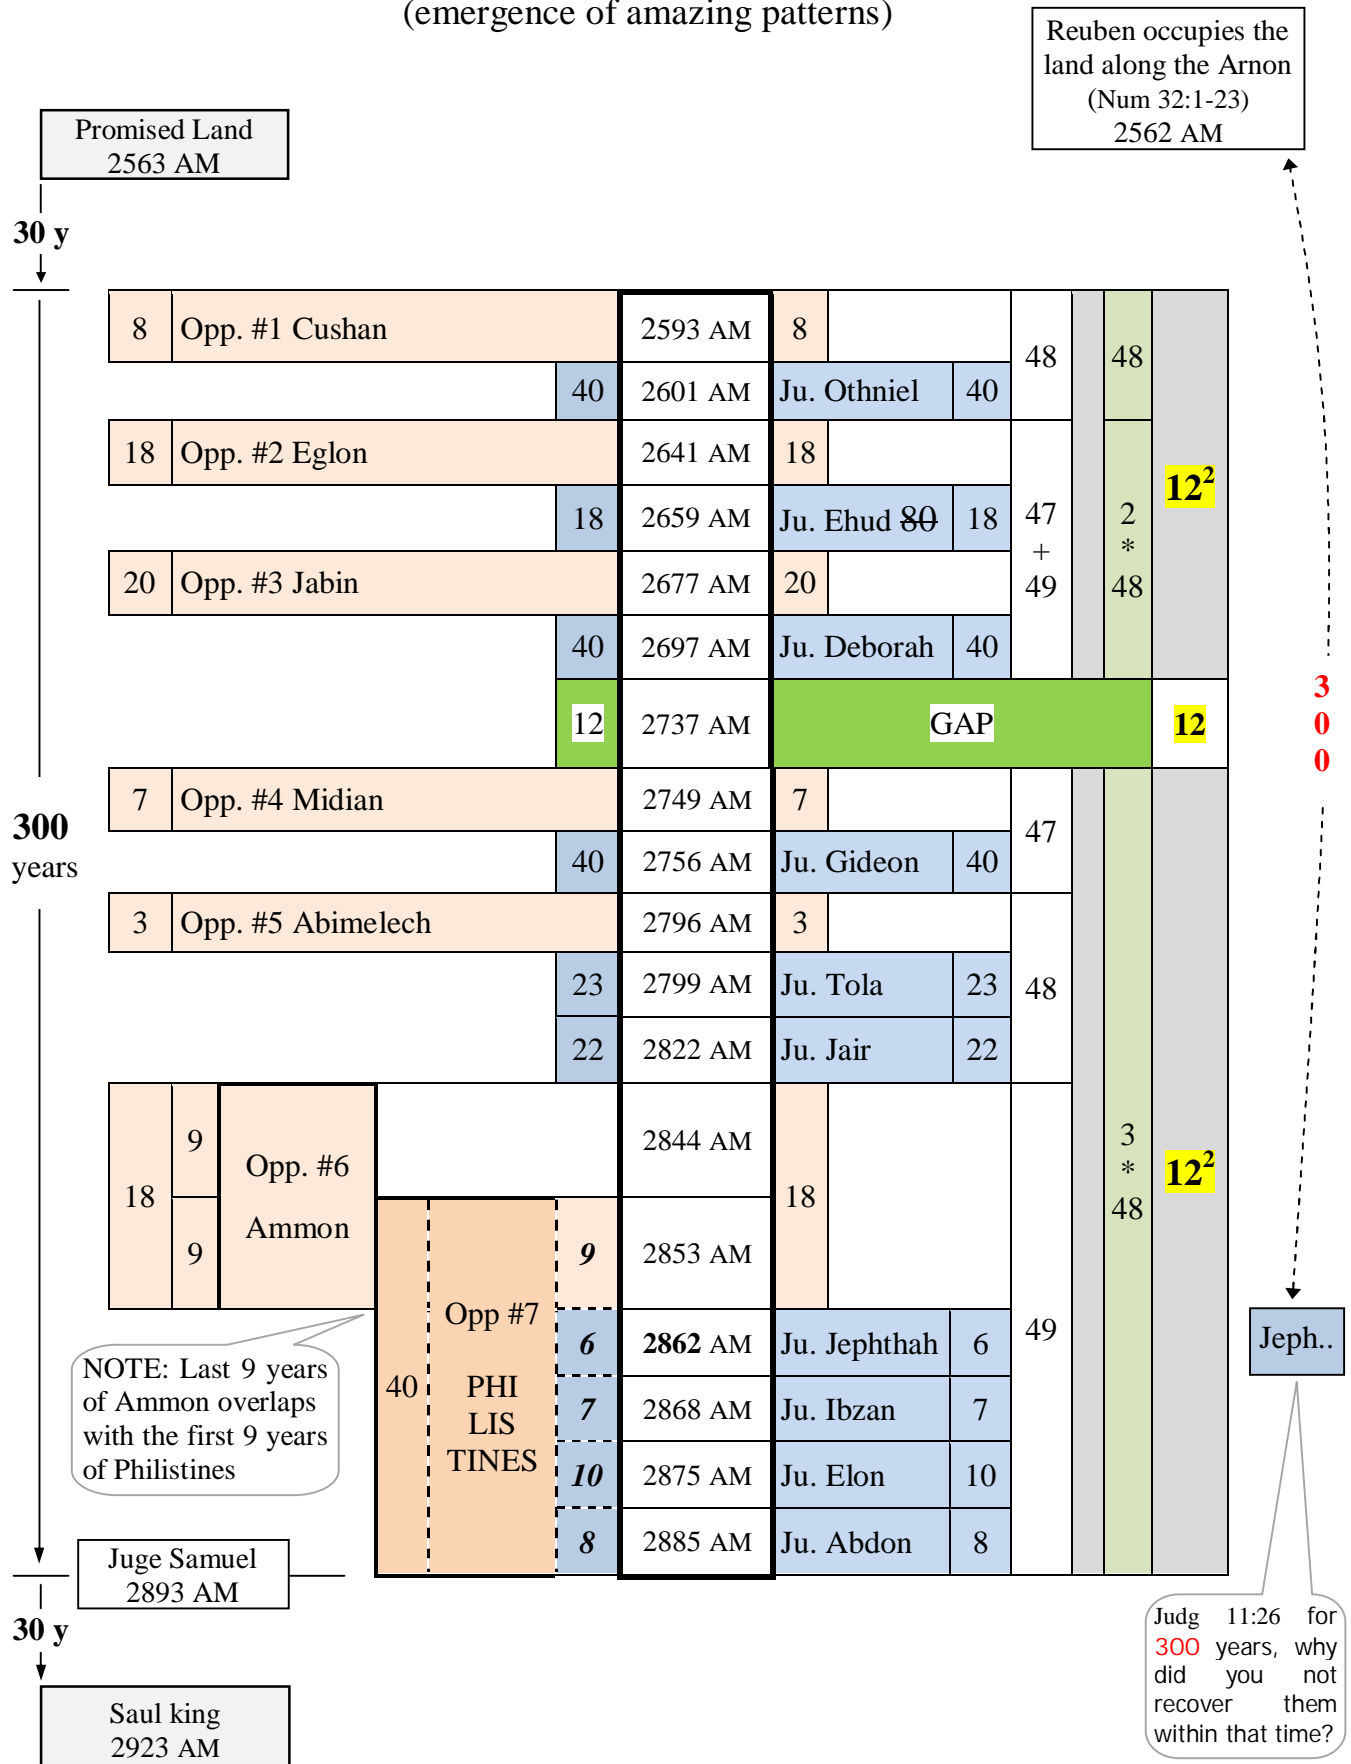 (emergence of amazing patterns)
Reuben occupies the
land along the Arnon
(Num 32:1-23)
2562 AM
Promised Land
2563 AM
30 y
8 Opp. #1 Cushan 2593 AM 8
48 48
40 2601 AM Ju. Othniel 40
18 Opp. #2 Eglon 2641 AM 18
12²
18 2659 AM Ju. Ehud 80 18
47
+
49
2
*
48
20 Opp. #3 Jabin 2677 AM 20
40 2697 AM Ju. Deborah 40
12 2737 AM GAP 12
3
0
0
7 Opp. #4 Midian 2749 AM 7
47
300
years
40 2756 AM Ju. Gideon 40
3 Opp. #5 Abimelech 2796 AM 3
23 2799 AM Ju. Tola 23
48
22 2822 AM Ju. Jair 22
18
9
9
Opp. #6
Ammon
2844 AM
18
3
*
48
12²
9 2853 AM
40
Opp #7
PHI
LIS
TINES
6 2862 AM Ju. Jephthah 6
49
Jeph..
NOTE: Last 9 years
of Ammon overlaps
with the first 9 years
of Philistines
7 2868 AM Ju. Ibzan 7
10 2875 AM Ju. Elon 10
8 2885 AM Ju. Abdon 8
Juge Samuel
2893 AM
30 y
Judg 11:26 for
300 years, why
did you not
recover them
within that time?
Saul king
2923 AM